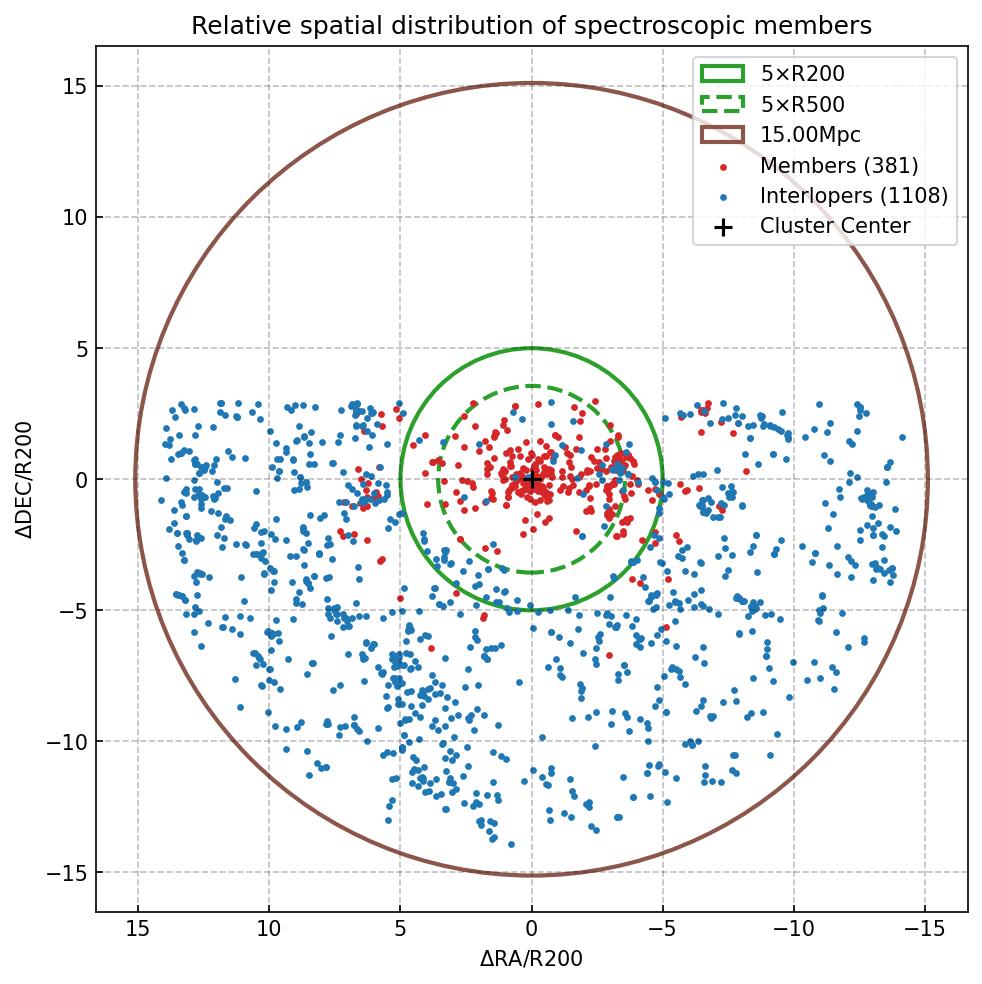 Relative spatial distribution of spectroscopic members
5×R200
5×R500
15.00Mpc
Members (381)
Interlopers (1108)
Cluster Center
15
10
5
0
−5
−10
−15
ΔDEC/R200
15
10
5
0
−5
−10
−15
ΔRA/R200